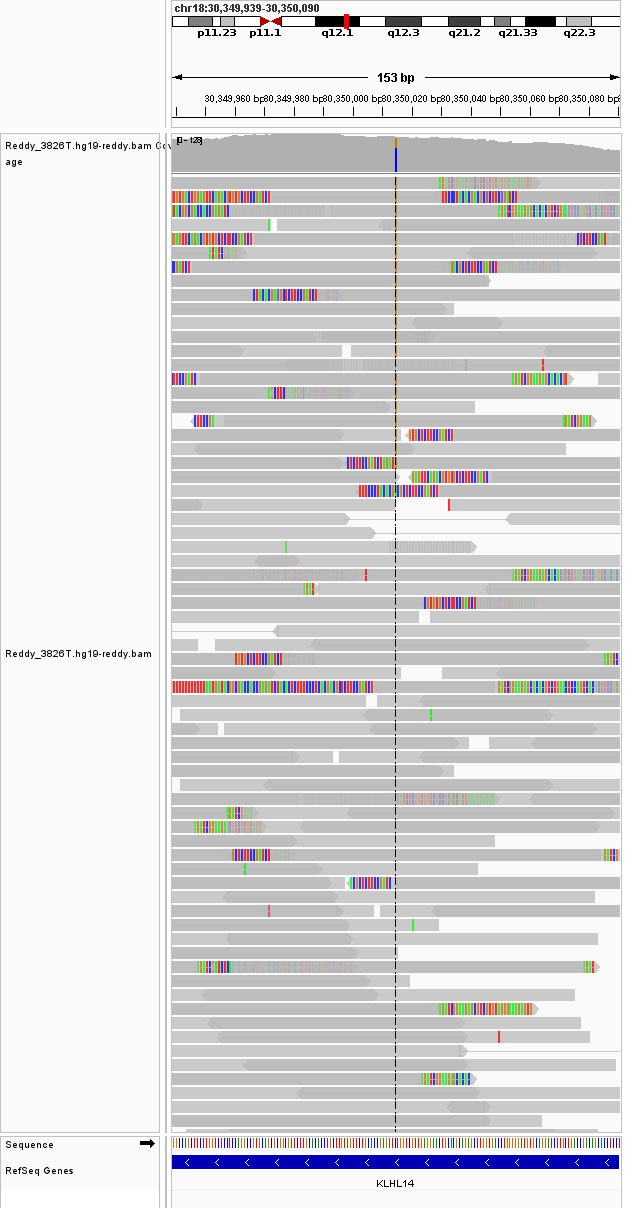 chr18:30,349,939-30,350,090
p11.23 p11.1 q12.1 q12.3 q21.2 q21.33 q22.3
153 bp
30,349,960 bp 30,349,980 bp 30,350,000 bp 30,350,020 bp 30,350,040 bp 30,350,060 bp 30,350,080 bp
[0 - 123]
Reddy_3826T.hg19-reddy.bam Cov
age
Reddy_3826T.hg19-reddy.bam
Sequence
RefSeq Genes
KLHL14